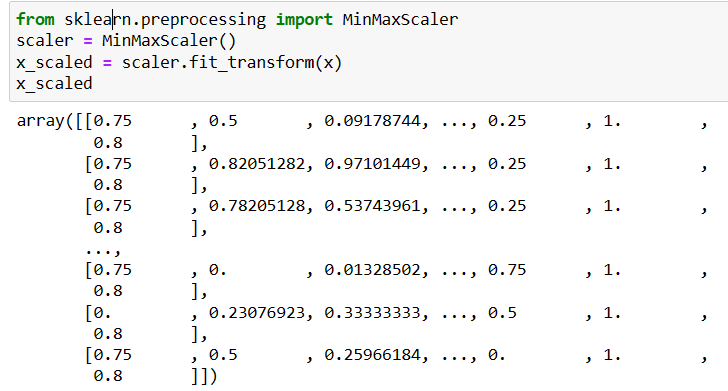 from sklearn.preprocessing import MinMaxScaler
scaler = MinMaxScaler()
x_scaled = scaler.fit_transform(x)
x_scaled
array([[0.75      , 0.5       , 0.09178744, ..., 0.25      , 1.        ,
        0.8       ],
       [0.75      , 0.82051282, 0.97101449, ..., 0.25      , 1.        ,
        0.8       ],
       [0.75      , 0.78205128, 0.53743961, ..., 0.25      , 1.        ,
        0.8       ],
       ...,
       [0.75      , 0.        , 0.01328502, ..., 0.75      , 1.        ,
        0.8       ],
       [0.        , 0.23076923, 0.33333333, ..., 0.5       , 1.        ,
        0.8       ],
       [0.75      , 0.5       , 0.25966184, ..., 0.        , 1.        ,
        0.8       ]])